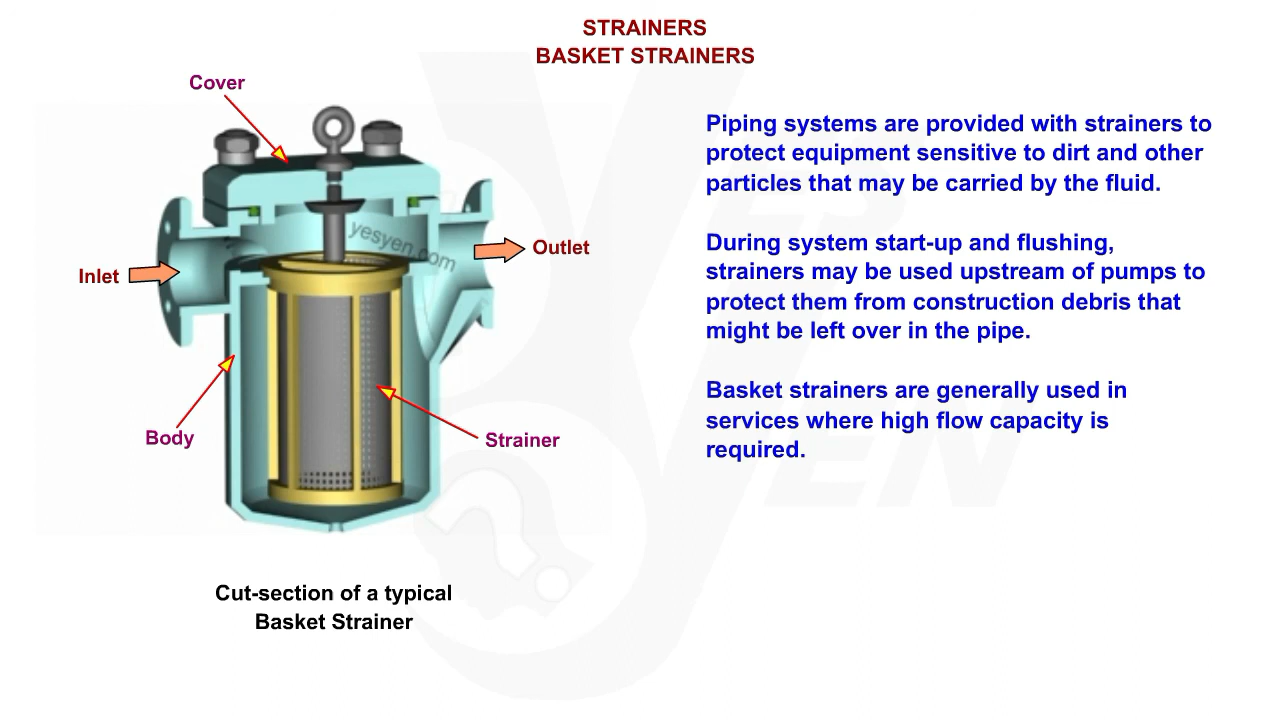 STRAINERS
BASKET STRAINERS
Cover
Inlet
Outlet
yesyen.com
Body
Strainer
Cut-section of a typical
Basket Strainer
Piping systems are provided with strainers to
protect equipment sensitive to dirt and other
particles that may be carried by the fluid.
During system start-up and flushing,
strainers may be used upstream of pumps to
protect them from construction debris that
might be left over in the pipe.
Basket strainers are generally used in
services where high flow capacity is
required.
YEN